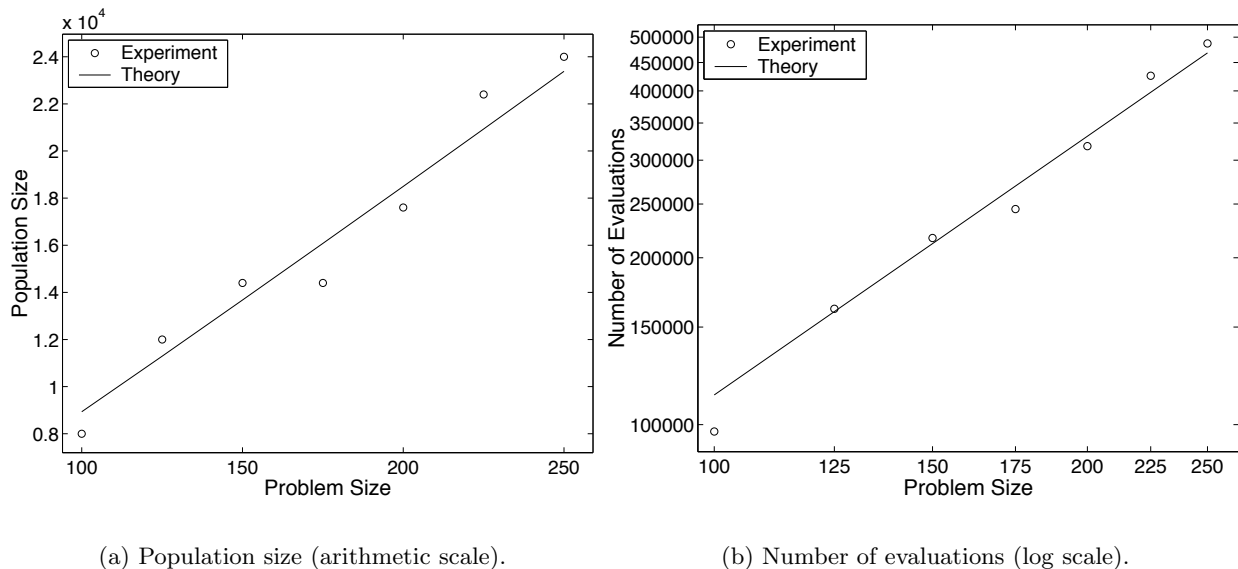 x 10⁴
Experiment
Theory
2.4
2.2
2
1.8
1.6
1.4
1.2
1
0.8
Population Size
100 150 200 250
Problem Size
(a) Population size (arithmetic scale).
Experiment
Theory
500000
450000
400000
350000
300000
250000
200000
150000
100000
Number of Evaluations
100 125 150 175 200 225 250
Problem Size
(b) Number of evaluations (log scale).